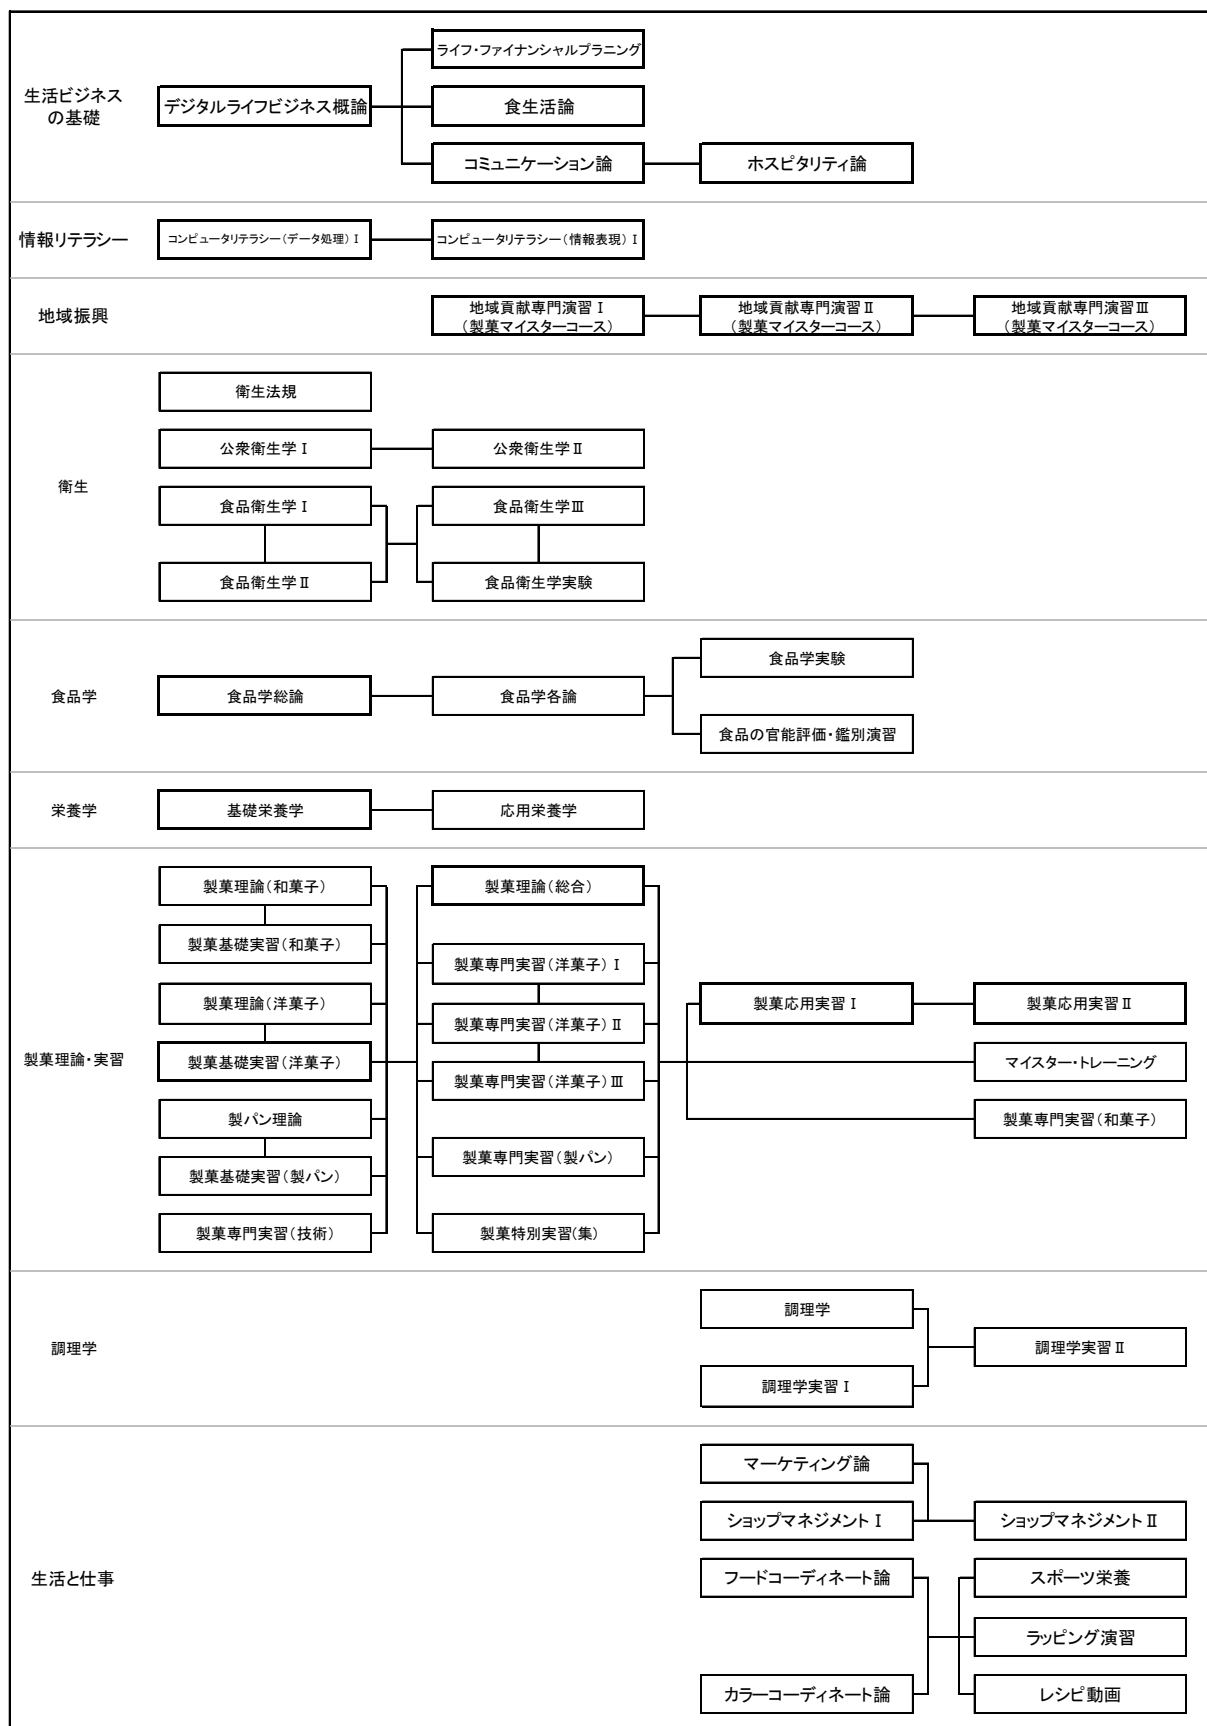 生活ビジネス
の基礎
デジタルライフビジネス概論
ライフ・ファイナンシャルプラニング
食生活論
コミュニケーション論
ホスピタリティ論
情報リテラシー
コンピュータリテラシー(データ処理)Ⅰ
コンピュータリテラシー(情報表現)Ⅰ
地域振興
地域貢献専門演習Ⅰ
(製菓マイスターコース)
地域貢献専門演習Ⅱ
(製菓マイスターコース)
地域貢献専門演習Ⅲ
(製菓マイスターコース)
衛生
衛生法規
公衆衛生学Ⅰ
公衆衛生学Ⅱ
食品衛生学Ⅰ
食品衛生学Ⅲ
食品衛生学Ⅱ
食品衛生学実験
食品学
食品学総論
食品学各論
食品学実験
食品の官能評価・鑑別演習
栄養学
基礎栄養学
応用栄養学
製菓理論・実習
製菓理論(和菓子)
製菓基礎実習(和菓子)
製菓理論(洋菓子)
製菓基礎実習(洋菓子)
製パン理論
製菓基礎実習(製パン)
製菓専門実習(技術)
製菓理論(総合)
製菓専門実習(洋菓子)Ⅰ
製菓専門実習(洋菓子)Ⅱ
製菓専門実習(洋菓子)Ⅲ
製菓専門実習(製パン)
製菓特別実習(集)
製菓応用実習Ⅰ
製菓応用実習Ⅱ
マイスター・トレーニング
製菓専門実習(和菓子)
調理学
調理学
調理学実習Ⅰ
調理学実習Ⅱ
生活と仕事
マーケティング論
ショップマネジメントⅠ
ショップマネジメントⅡ
フードコーディネート論
スポーツ栄養
ラッピング演習
カラーコーディネート論
レシピ動画